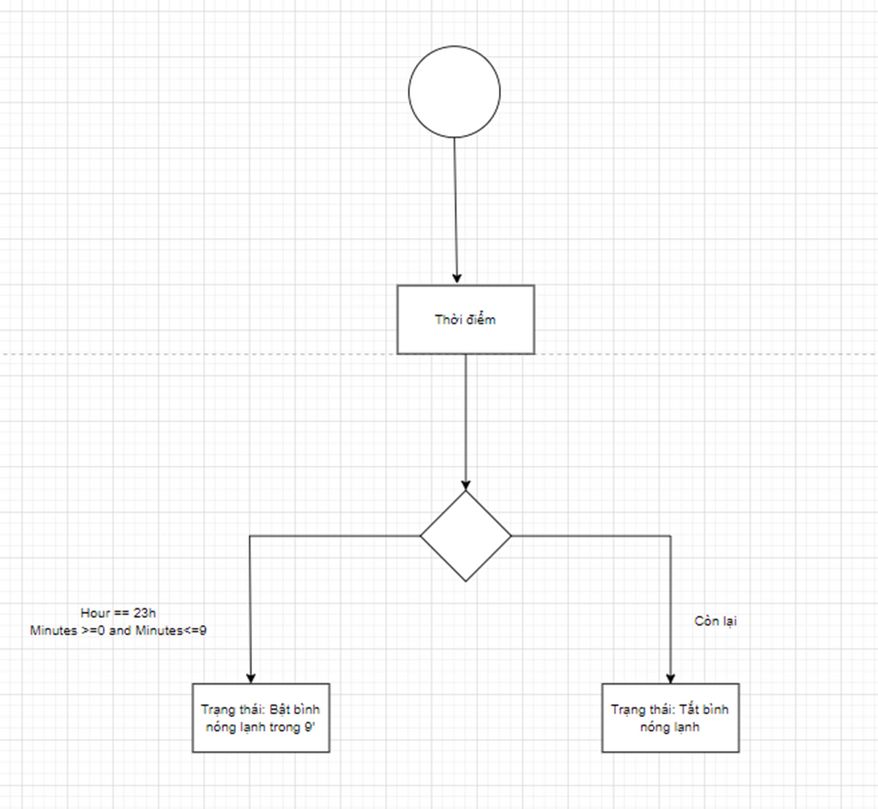 Thời điểm
Hour == 23h
Minutes >=0 and Minutes<=9
Còn lại
Trạng thái: Bật bình
nóng lạnh trong 9'
Trạng thái: Tắt bình
nóng lạnh